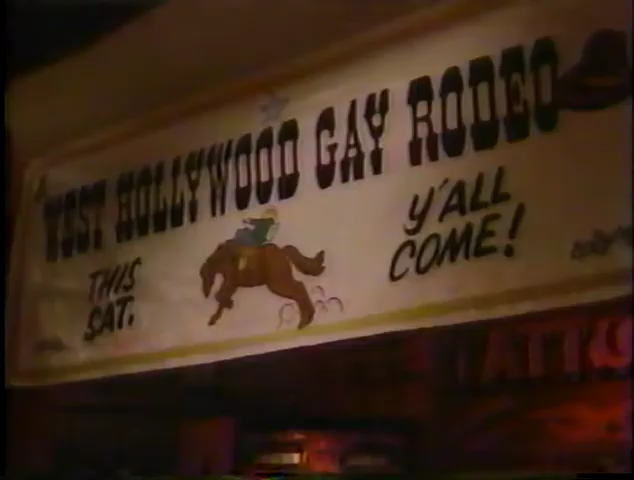 WEST HOLLYWOOD GAY RODEO
THIS
SAT.
Y'ALL
COME!